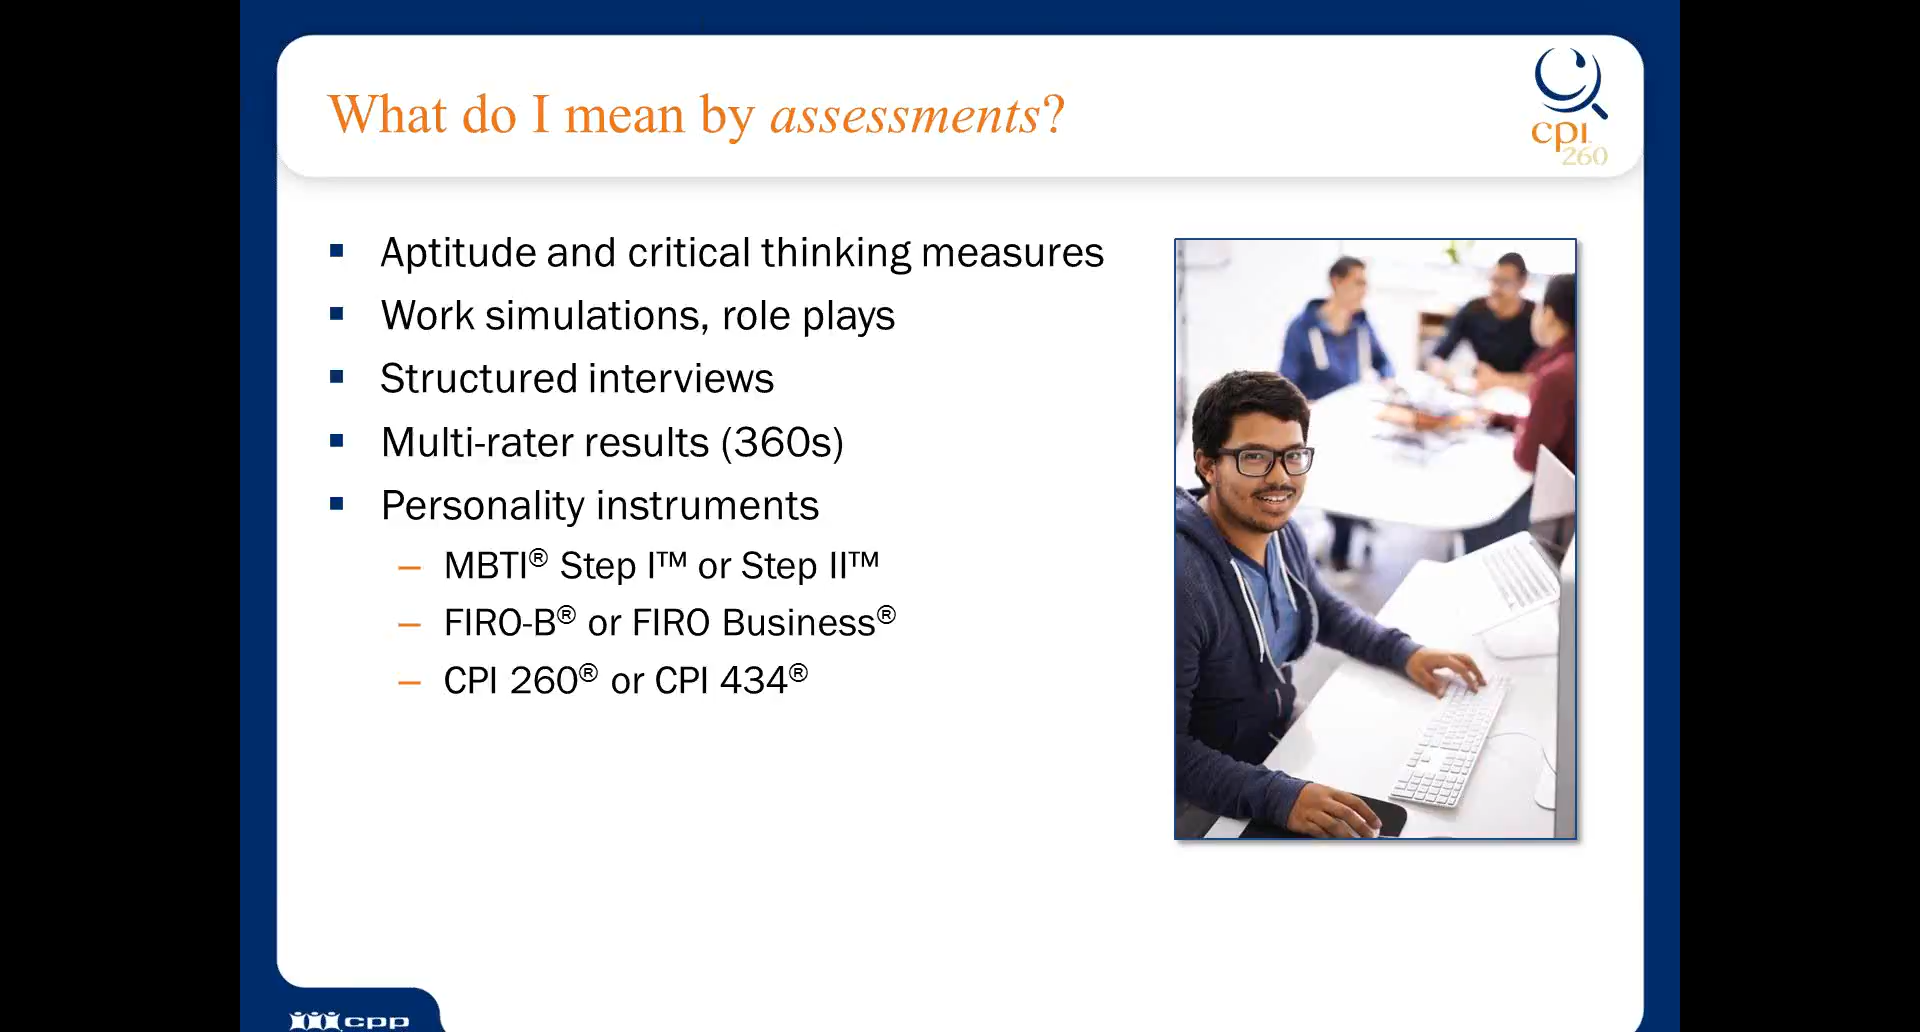 What do I mean by assessments?
cpi
260
Aptitude and critical thinking measures
Work simulations, role plays
Structured interviews
Multi-rater results (360s)
Personality instruments
– MBTI® Step I™ or Step II™
– FIRO-B® or FIRO Business®
– CPI 260® or CPI 434®
cpp